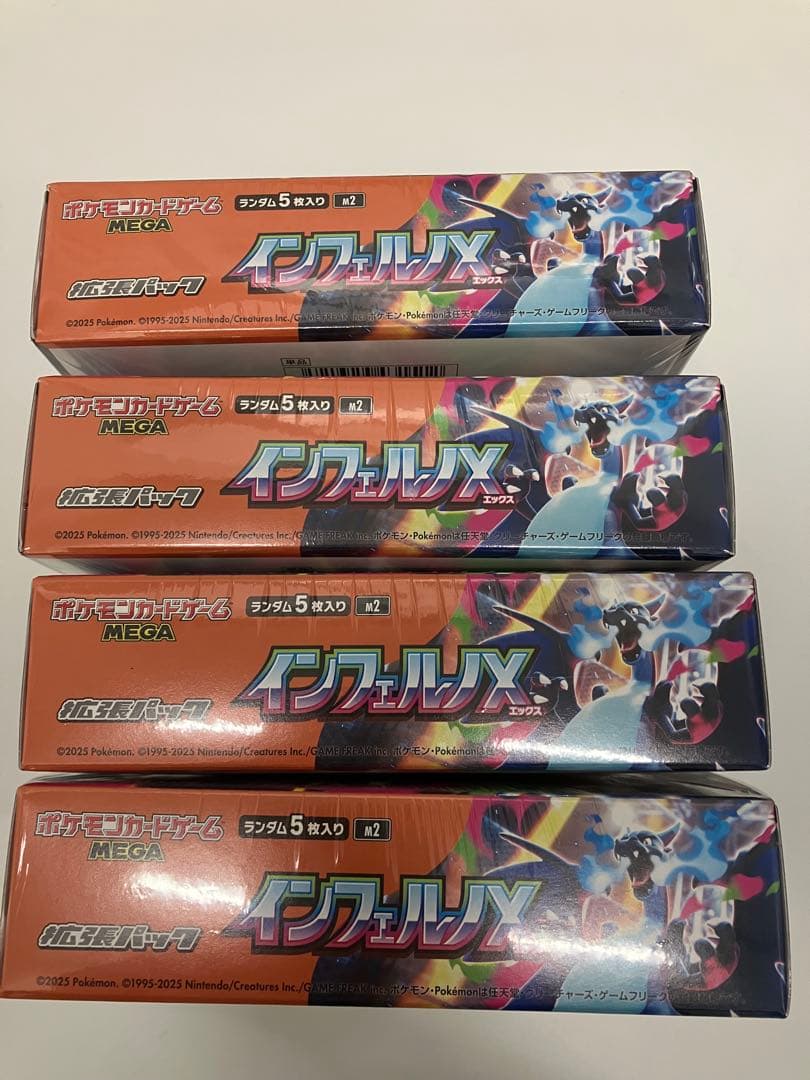 ポケモンカードゲーム
MEGA
ランダム5枚入り M2
インフェルノX
エックス
拡張パック
©2025 Pokémon. ©1995-2025 Nintendo/Creatures Inc./GAME FREAK inc. ポケモン・Pokémonは任天堂・クリーチャーズ・ゲームフリークの
単品
ポケモンカードゲーム
MEGA
ランダム5枚入り M2
インフェルノX
エックス
拡張パック
©2025 Pokémon. ©1995-2025 Nintendo/Creatures Inc./GAME FREAK inc. ポケモン・Pokémonは任天堂・クリーチャーズ・ゲームフリークの登録商標です。
ポケモンカードゲーム
MEGA
ランダム5枚入り M2
インフェルノX
エックス
拡張パック
©2025 Pokémon. ©1995-2025 Nintendo/Creatures Inc./GAME FREAK inc. ポケモン・Pokémonは です。
ポケモンカードゲーム
MEGA
ランダム5枚入り M2
インフェルノX
エックス
拡張パック
©2025 Pokémon. ©1995-2025 Nintendo/Creatures Inc./GAME FREAK inc. ポケモン・Pokémonは任天堂・クリーチャーズ・ゲームフリークの です。